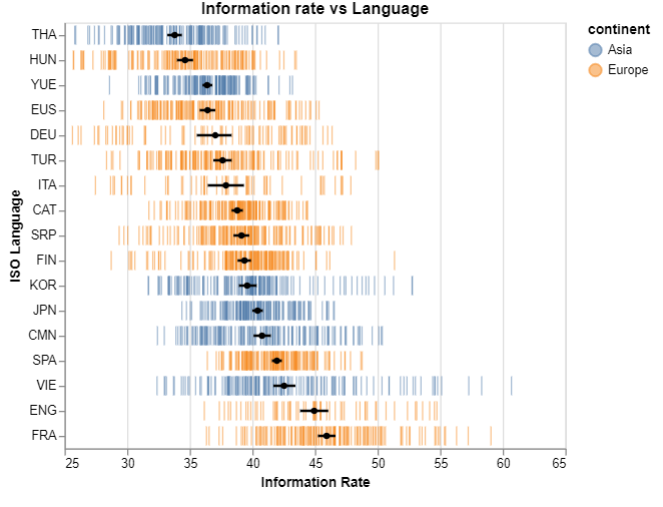 Information rate vs Language
continent
Asia
Europe
ISO Language
THA
HUN
YUE
EUS
DEU
TUR
ITA
CAT
SRP
FIN
KOR
JPN
CMN
SPA
VIE
ENG
FRA
25 30 35 40 45 50 55 60 65
Information Rate